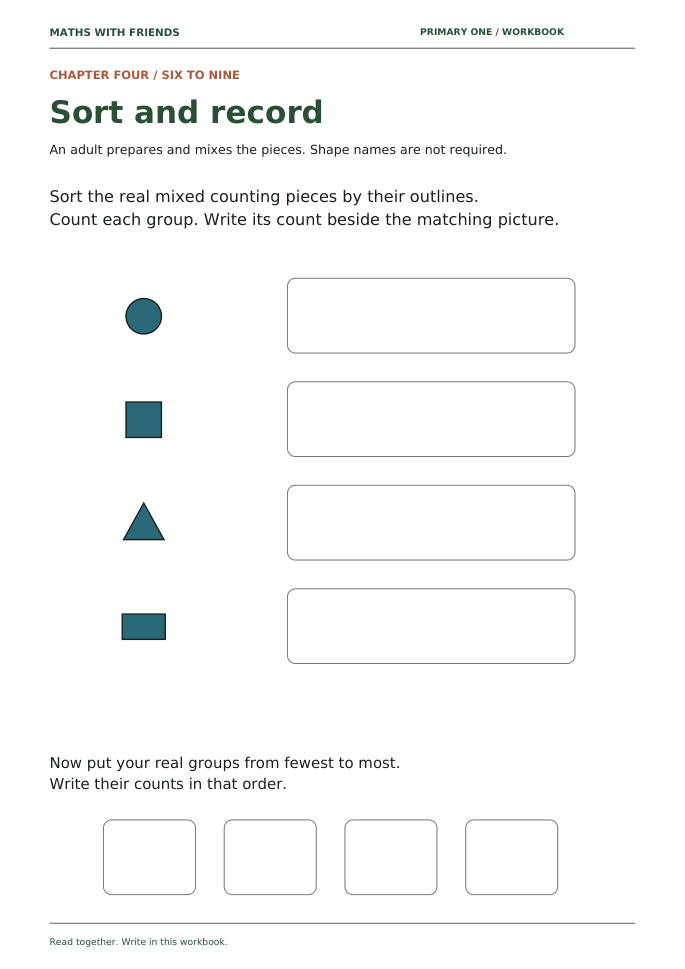 MATHS WITH FRIENDS
PRIMARY ONE / WORKBOOK
CHAPTER FOUR / SIX TO NINE
Sort and record
An adult prepares and mixes the pieces. Shape names are not required.
Sort the real mixed counting pieces by their outlines.
Count each group. Write its count beside the matching picture.
Now put your real groups from fewest to most.
Write their counts in that order.
Read together. Write in this workbook.